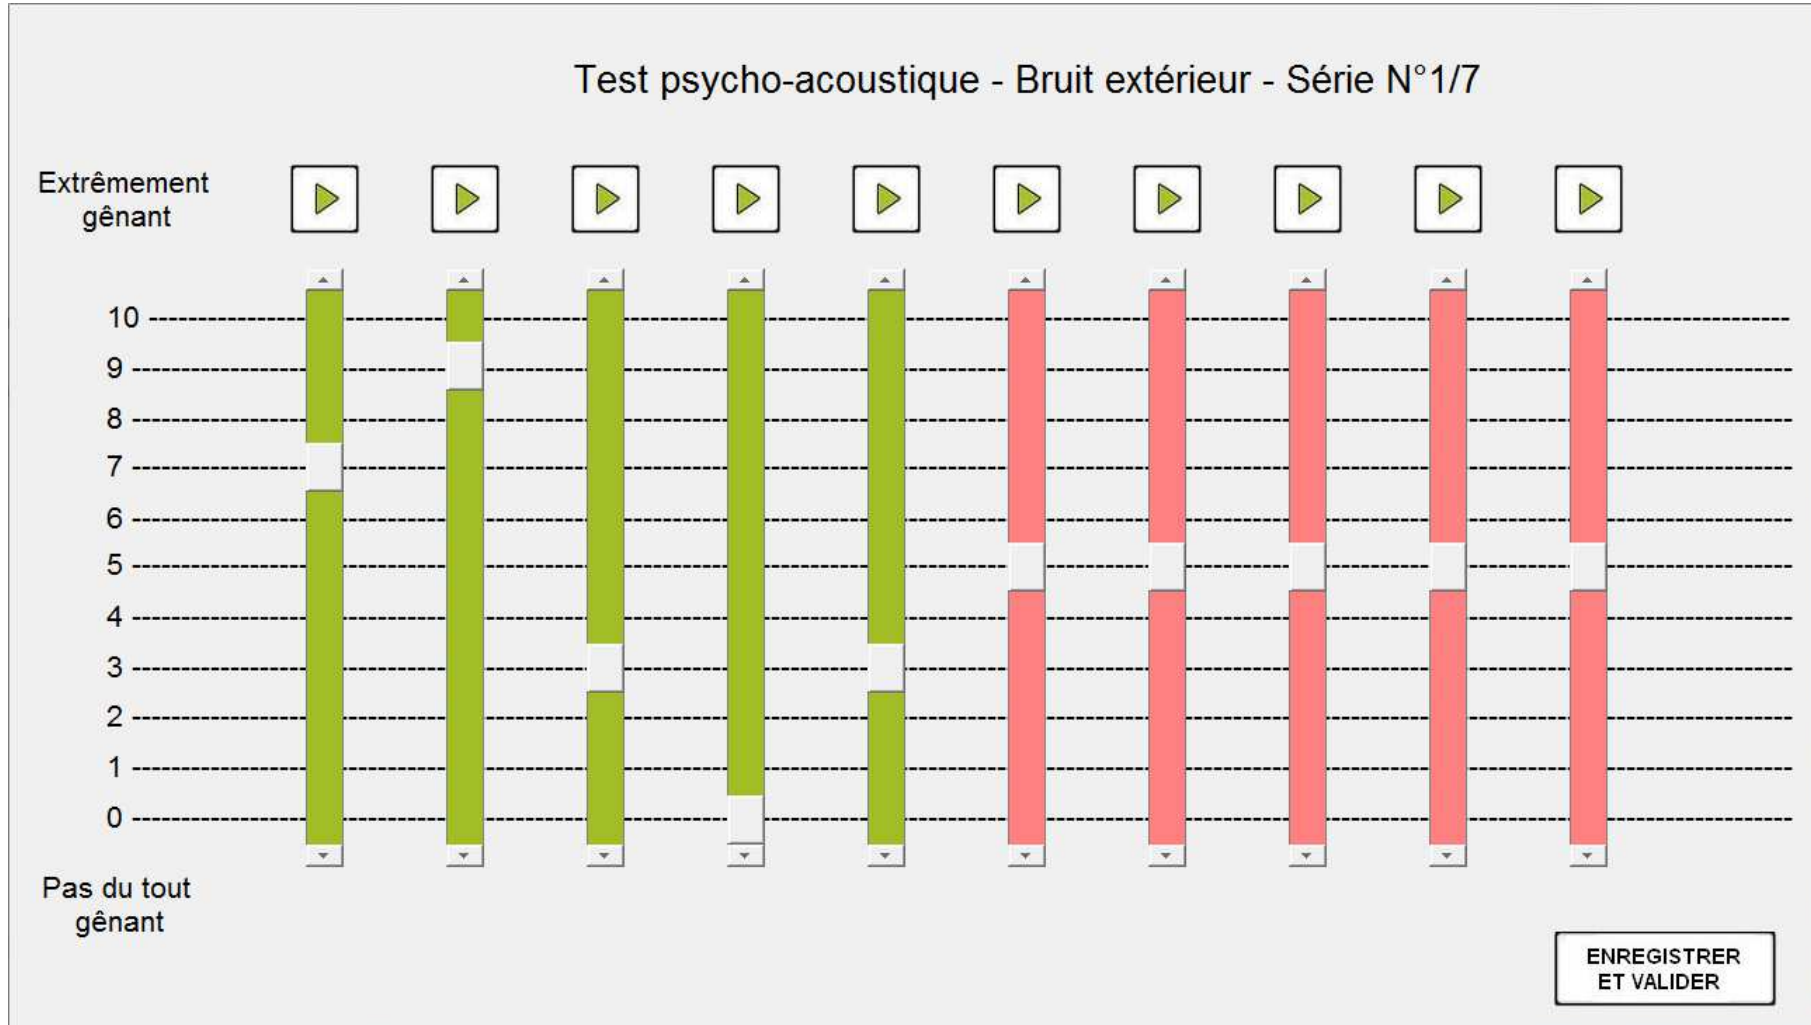 Test psycho-acoustique - Bruit extérieur - Série N°1/7
Extrêmement
gênant
10
9
8
7
6
5
4
3
2
1
0
Pas du tout
gênant
ENREGISTRER
ET VALIDER